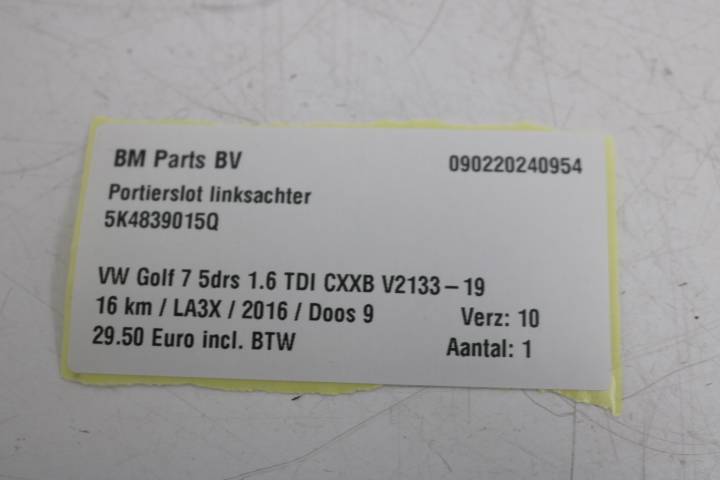 BM Parts BV 090220240954
Portierslot linksachter
5K4839015Q
VW Golf 7 5drs 1.6 TDI CXXB V2133-19
16 km / LA3X / 2016 / Doos 9 Verz: 10
29.50 Euro incl. BTW Aantal: 1